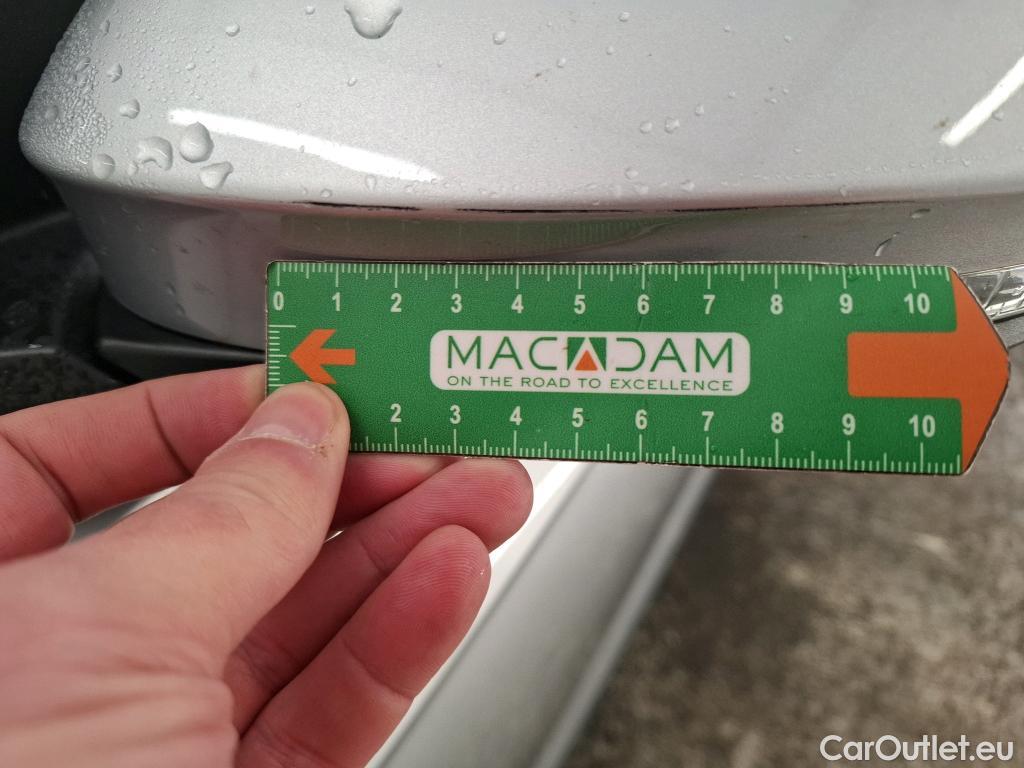 0 1 2 3 4 5 6 7 8 9 10
MACADAM
ON THE ROAD TO EXCELLENCE
2 3 4 5 6 7 8 9 10
CarOutlet.eu